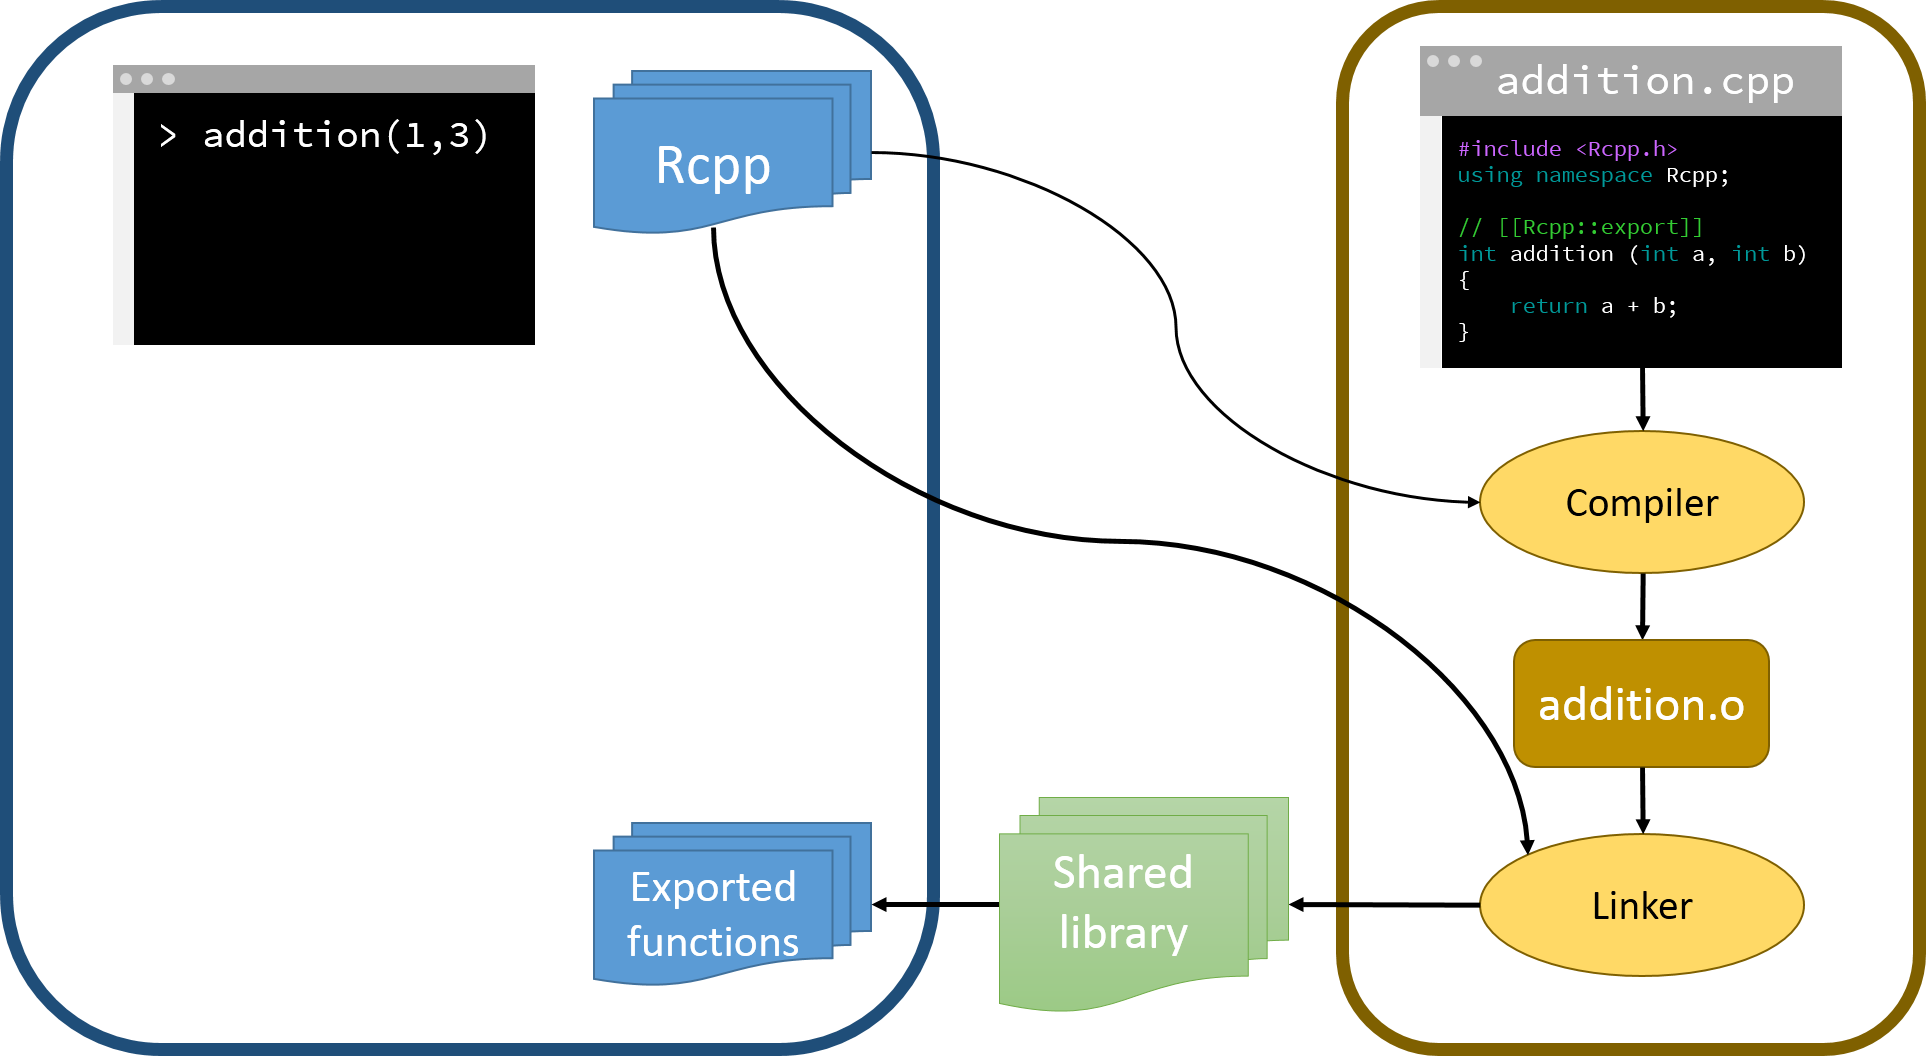 > addition(1,3)
Rcpp
Exported
functions
Shared
library
addition.cpp
#include <Rcpp.h>
using namespace Rcpp;
// [[Rcpp::export]]
int addition (int a, int b)
{
    return a + b;
}
Compiler
addition.o
Linker